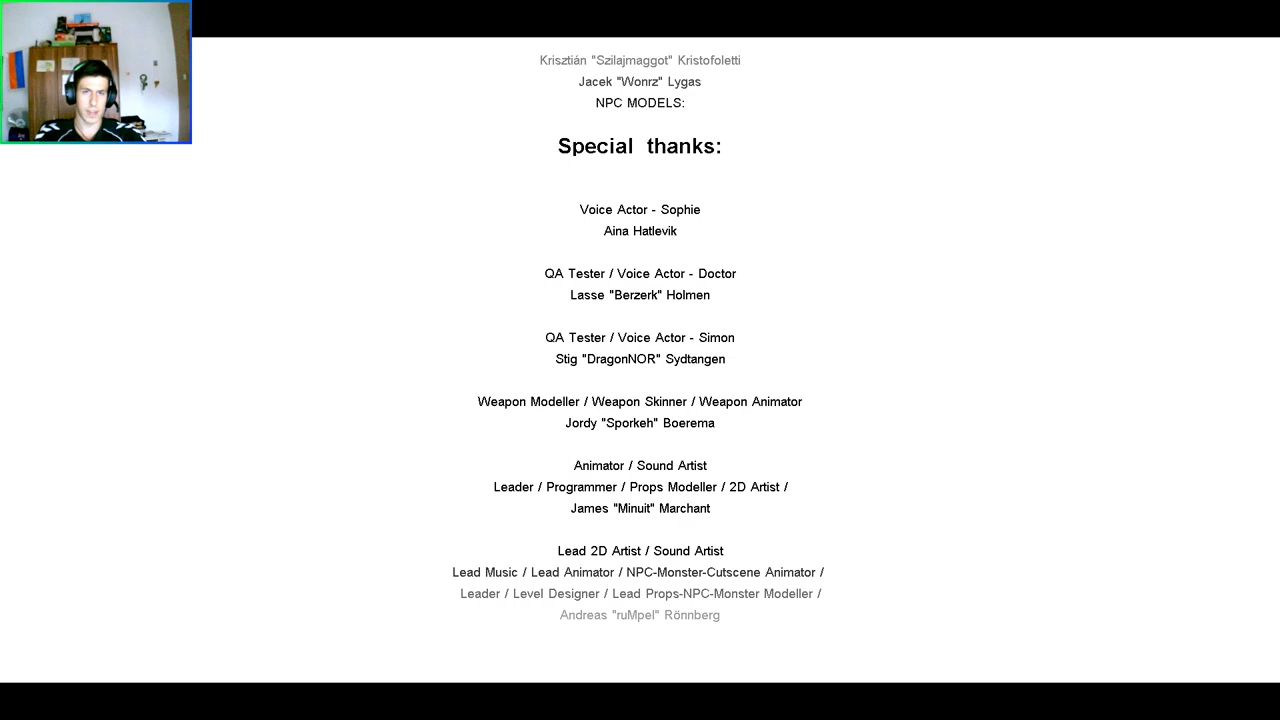 Krisztián "Szilajmaggot" Kristofoletti
Jacek "Wonrz" Lygas
NPC MODELS:
Special thanks:
Voice Actor - Sophie
Aina Hatlevik
QA Tester / Voice Actor - Doctor
Lasse "Berzerk" Holmen
QA Tester / Voice Actor - Simon
Stig "DragonNOR" Sydtangen
Weapon Modeller / Weapon Skinner / Weapon Animator
Jordy "Sporkeh" Boerema
Animator / Sound Artist
Leader / Programmer / Props Modeller / 2D Artist /
James "Minuit" Marchant
Lead 2D Artist / Sound Artist
Lead Music / Lead Animator / NPC-Monster-Cutscene Animator /
Leader / Level Designer / Lead Props-NPC-Monster Modeller /
Andreas "ruMpel" Rönnberg